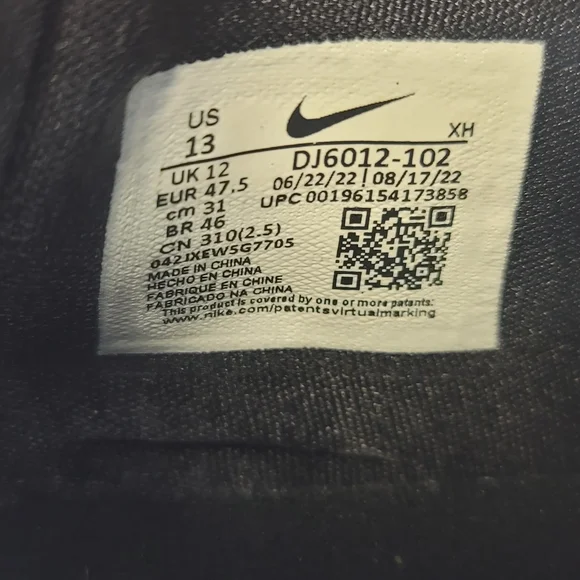 US
13
XH
UK 12
DJ6012-102
EUR 47.5
06/22/22 | 08/17/22
cm 31
UPC 00196154173858
BR 46
CN 310(2.5)
0421XEWSG7705
MADE IN CHINA
HECHO EN CHINA
FABRIQUE EN CHINE
FABRICADO NA CHINA
This product is covered by one or more patents:
www.nike.com/patentsvirtualmarking